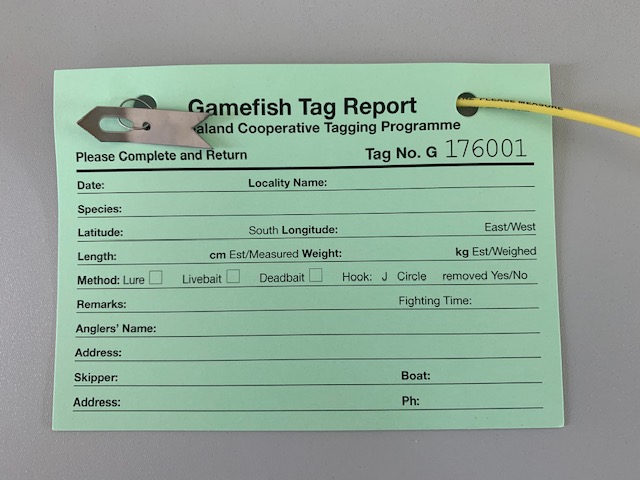 Gamefish Tag Report
aland Cooperative Tagging Programme
Please Complete and Return Tag No. G 176001
Date: Locality Name:
Species:
Latitude: South Longitude: East/West
Length: cm Est/Measured Weight: kg Est/Weighed
Method: Lure Livebait Deadbait Hook: J Circle removed Yes/No
Remarks: Fighting Time:
Anglers' Name:
Address:
Skipper: Boat:
Address: Ph:
PLEASE MEASURE